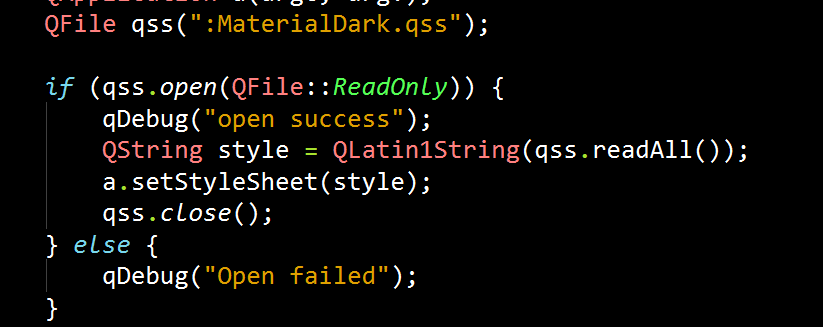 QFile qss(":MaterialDark.qss");
if (qss.open(QFile::ReadOnly)) {
qDebug("open success");
QString style = QLatin1String(qss.readAll());
a.setStyleSheet(style);
qss.close();
} else {
qDebug("Open failed");
}